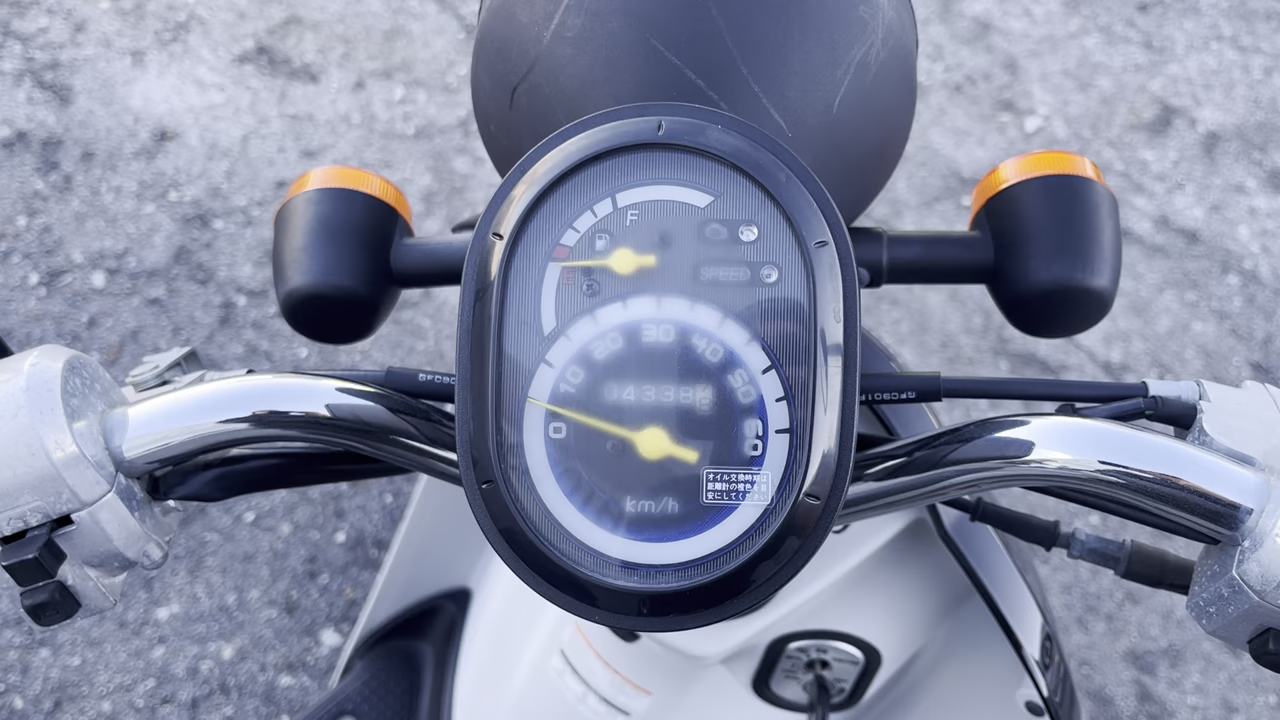 F
E
SPEED
30
20
40
10
50
04338
0
60
オイル交換時期は
距離計の橙色を目
安にしてください
km/h
GFC901F